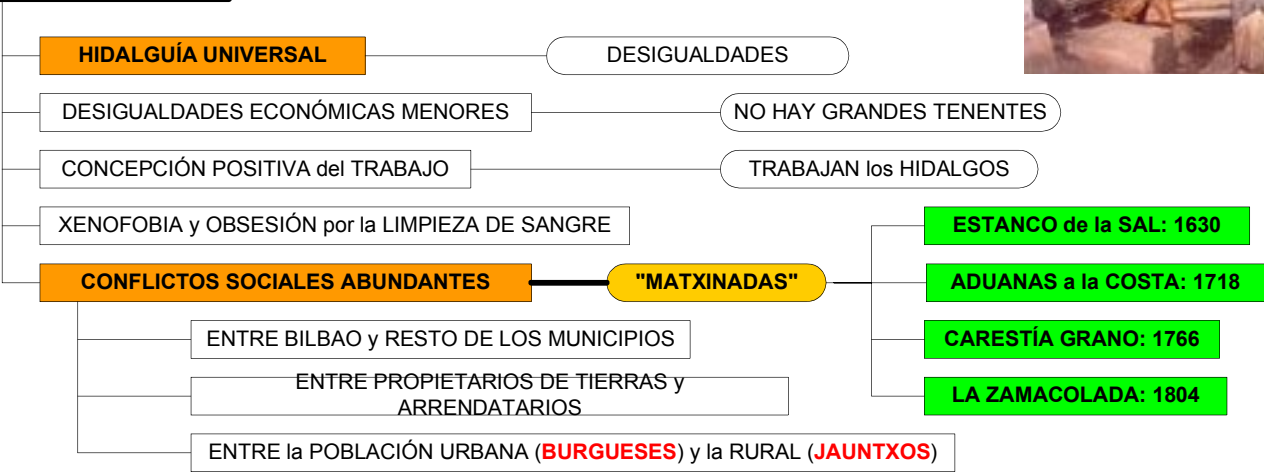 HIDALGUÍA UNIVERSAL
DESIGUALDADES
DESIGUALDADES ECONÓMICAS MENORES
NO HAY GRANDES TENENTES
CONCEPCIÓN POSITIVA del TRABAJO
TRABAJAN los HIDALGOS
XENOFOBIA y OBSESIÓN por la LIMPIEZA DE SANGRE
CONFLICTOS SOCIALES ABUNDANTES
"MATXINADAS"
ESTANCO de la SAL: 1630
ADUANAS a la COSTA: 1718
CARESTÍA GRANO: 1766
LA ZAMACOLADA: 1804
ENTRE BILBAO y RESTO DE LOS MUNICIPIOS
ENTRE PROPIETARIOS DE TIERRAS y
ARRENDATARIOS
ENTRE la POBLACIÓN URBANA (BURGUESES) y la RURAL (JAUNTXOS)